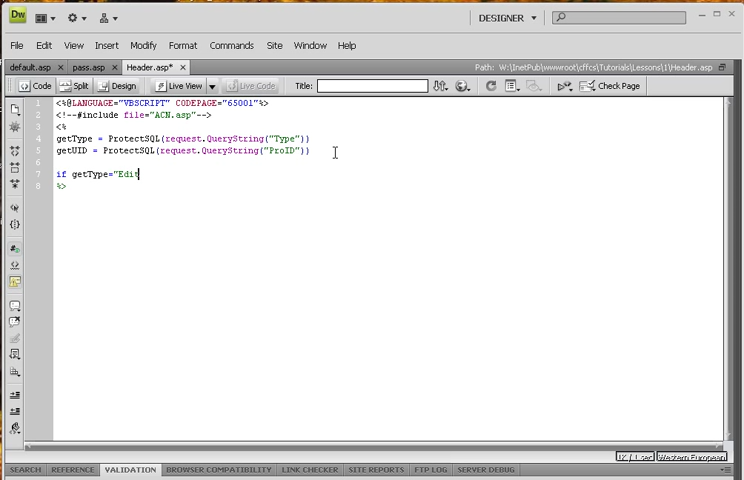 Dw
DESIGNER
File Edit View Insert Modify Format Commands Site Window Help
default.asp pass.asp Header.asp* Path: W:\InetPub\wwwroot\cffcs\Tutorials\Lessons\1\Header.asp
Code Split Design Live View Live Code Title: Check Page
1 <%@LANGUAGE="VBSCRIPT" CODEPAGE="65001"%>
2 <!--#include file="ACN.asp"-->
3 <%
4 getType = ProtectSQL(request.QueryString("Type"))
5 getUID = ProtectSQL(request.QueryString("ProID"))
6
7 if getType="Edit
8 %>
1K / 1 sec Western European
SEARCH REFERENCE VALIDATION BROWSER COMPATIBILITY LINK CHECKER SITE REPORTS FTP LOG SERVER DEBUG